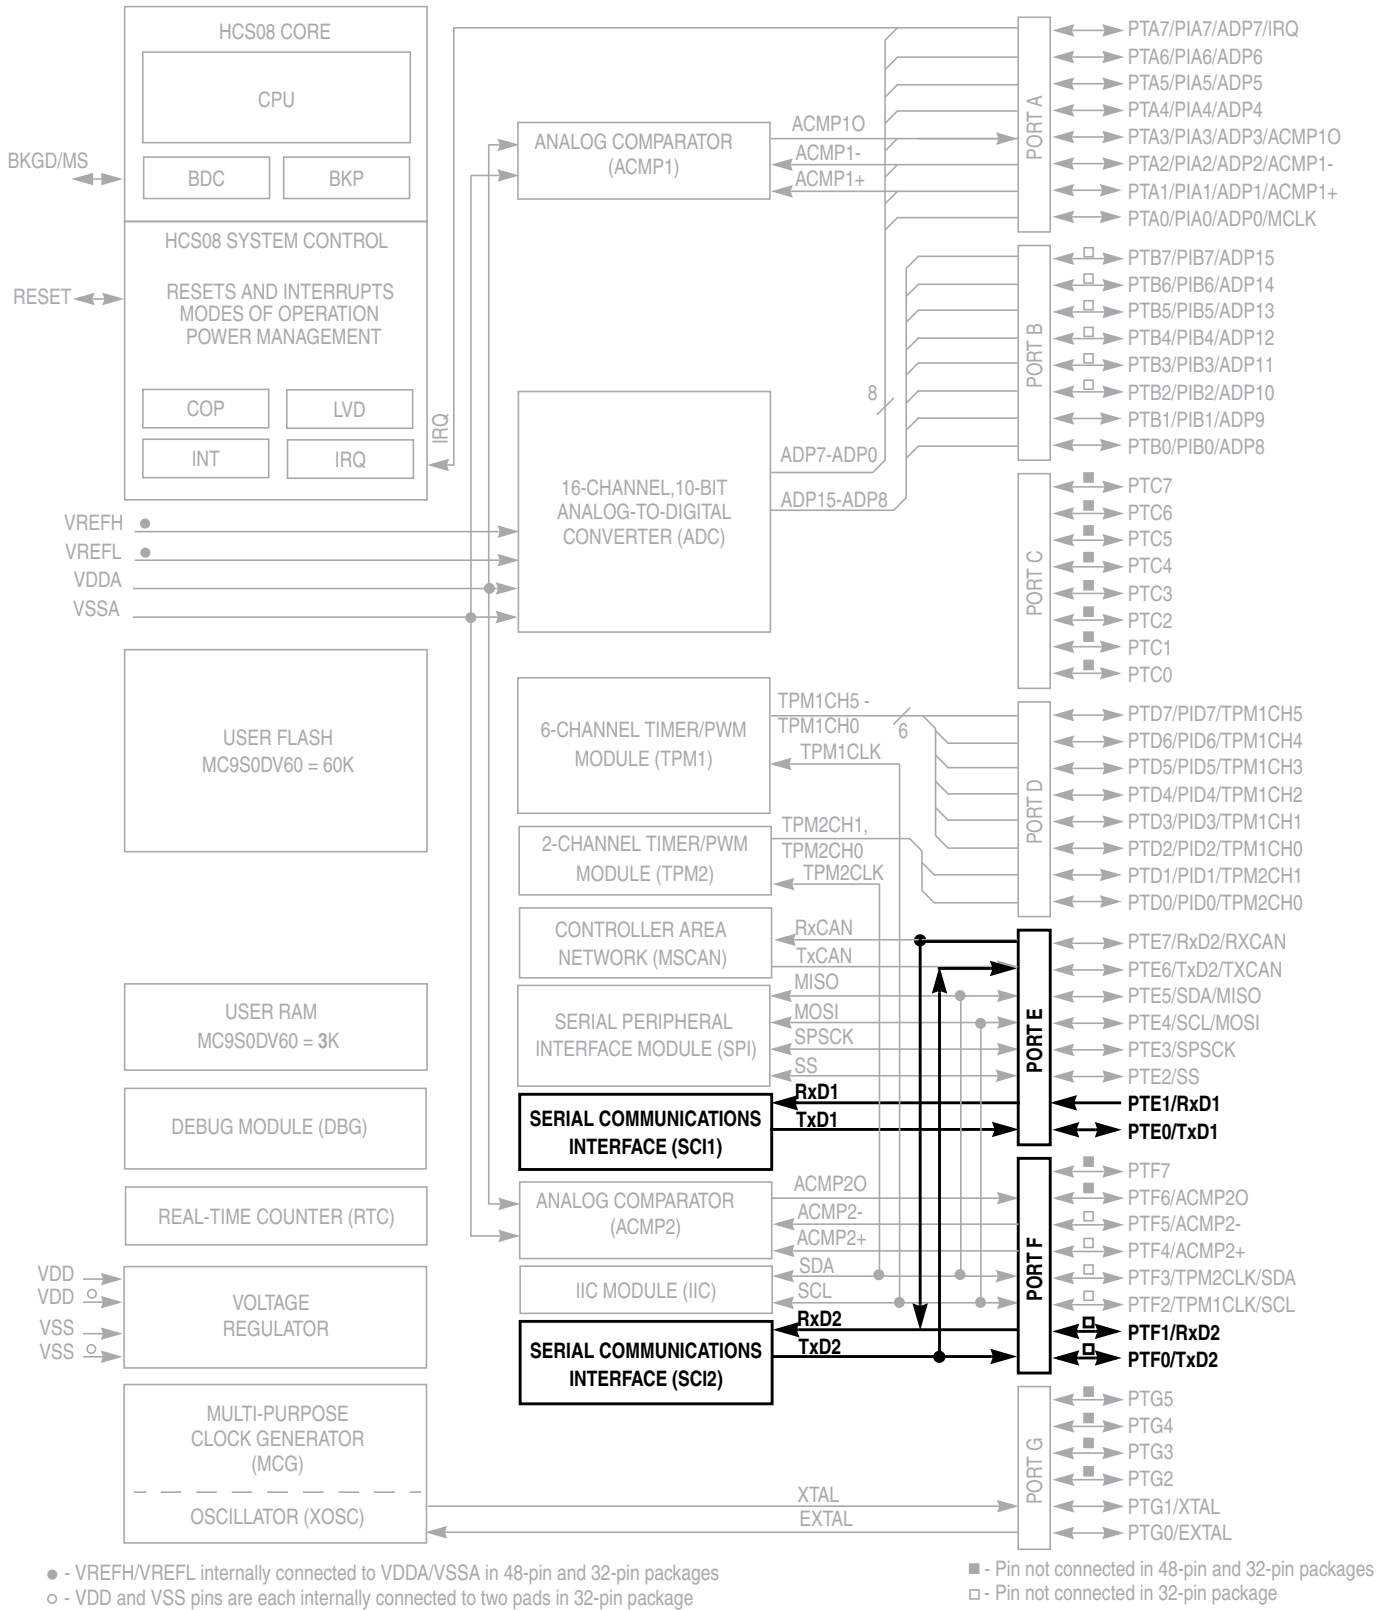 HCS08 CORE
CPU
BDC
BKP
BKGD/MS
HCS08 SYSTEM CONTROL
RESETS AND INTERRUPTS
MODES OF OPERATION
POWER MANAGEMENT
RESET
COP
LVD
INT
IRQ
IRQ
VREFH
VREFL
VDDA
VSSA
USER FLASH
MC9S0DV60 = 60K
USER RAM
MC9S0DV60 = 3K
DEBUG MODULE (DBG)
REAL-TIME COUNTER (RTC)
VDD
VDD
VSS
VSS
VOLTAGE
REGULATOR
MULTI-PURPOSE
CLOCK GENERATOR
(MCG)
OSCILLATOR (XOSC)
ANALOG COMPARATOR
(ACMP1)
ACMP1O
ACMP1-
ACMP1+
16-CHANNEL,10-BIT
ANALOG-TO-DIGITAL
CONVERTER (ADC)
8
ADP7-ADP0
ADP15-ADP8
6-CHANNEL TIMER/PWM
MODULE (TPM1)
TPM1CH5 -
TPM1CH0
6
TPM1CLK
2-CHANNEL TIMER/PWM
MODULE (TPM2)
TPM2CH1,
TPM2CH0
TPM2CLK
CONTROLLER AREA
NETWORK (MSCAN)
RxCAN
TxCAN
SERIAL PERIPHERAL
INTERFACE MODULE (SPI)
MISO
MOSI
SPSCK
SS
SERIAL COMMUNICATIONS
INTERFACE (SCI1)
RxD1
TxD1
ANALOG COMPARATOR
(ACMP2)
ACMP2O
ACMP2-
ACMP2+
IIC MODULE (IIC)
SDA
SCL
SERIAL COMMUNICATIONS
INTERFACE (SCI2)
RxD2
TxD2
XTAL
EXTAL
PORT A
PTA7/PIA7/ADP7/IRQ
PTA6/PIA6/ADP6
PTA5/PIA5/ADP5
PTA4/PIA4/ADP4
PTA3/PIA3/ADP3/ACMP1O
PTA2/PIA2/ADP2/ACMP1-
PTA1/PIA1/ADP1/ACMP1+
PTA0/PIA0/ADP0/MCLK
PORT B
PTB7/PIB7/ADP15
PTB6/PIB6/ADP14
PTB5/PIB5/ADP13
PTB4/PIB4/ADP12
PTB3/PIB3/ADP11
PTB2/PIB2/ADP10
PTB1/PIB1/ADP9
PTB0/PIB0/ADP8
PORT C
PTC7
PTC6
PTC5
PTC4
PTC3
PTC2
PTC1
PTC0
PORT D
PTD7/PID7/TPM1CH5
PTD6/PID6/TPM1CH4
PTD5/PID5/TPM1CH3
PTD4/PID4/TPM1CH2
PTD3/PID3/TPM1CH1
PTD2/PID2/TPM1CH0
PTD1/PID1/TPM2CH1
PTD0/PID0/TPM2CH0
PORT E
PTE7/RxD2/RXCAN
PTE6/TxD2/TXCAN
PTE5/SDA/MISO
PTE4/SCL/MOSI
PTE3/SPSCK
PTE2/SS
PTE1/RxD1
PTE0/TxD1
PORT F
PTF7
PTF6/ACMP2O
PTF5/ACMP2-
PTF4/ACMP2+
PTF3/TPM2CLK/SDA
PTF2/TPM1CLK/SCL
PTF1/RxD2
PTF0/TxD2
PORT G
PTG5
PTG4
PTG3
PTG2
PTG1/XTAL
PTG0/EXTAL
● - VREFH/VREFL internally connected to VDDA/VSSA in 48-pin and 32-pin packages
○ - VDD and VSS pins are each internally connected to two pads in 32-pin package
■ - Pin not connected in 48-pin and 32-pin packages
□ - Pin not connected in 32-pin package